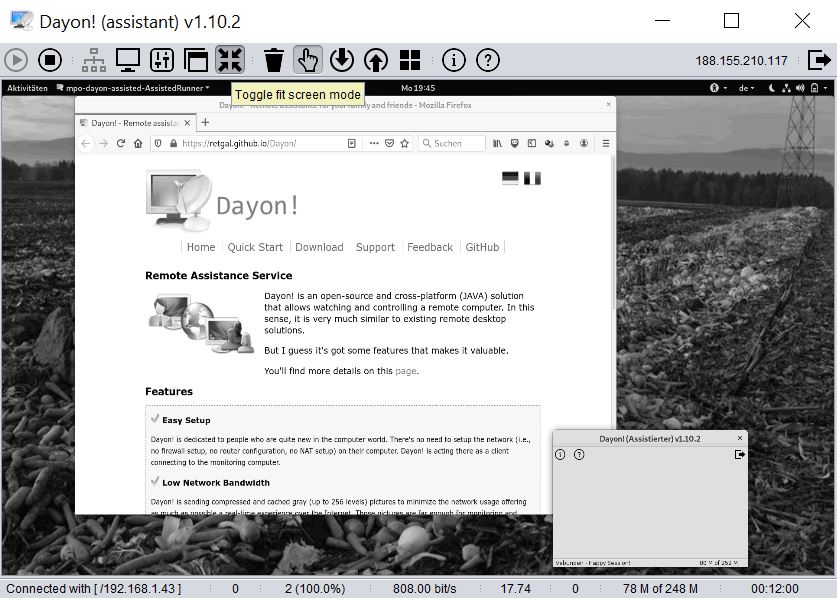 Dayon! (assistant) v1.10.2
188.155.210.117
Toggle fit screen mode
Aktivitäten
mpo-dayon-assisted-AssistedRunner
Mo 19:45
de
Dayon! - Remote assistance for your family and friends - Mozilla Firefox
Dayon! - Remote assistan
https://retgal.github.io/Dayon/
Suchen
Dayon!
Home
Quick Start
Download
Support
Feedback
GitHub
Remote Assistance Service
Dayon! is an open-source and cross-platform (JAVA) solution
that allows watching and controlling a remote computer. In this
sense, it is very much similar to existing remote desktop
solutions.
But I guess it's got some features that makes it valuable.
You'll find more details on this page.
Features
Easy Setup
Dayon! is dedicated to people who are quite new in the computer world. There's no need to setup the network (i.e.,
no firewall setup, no router configuration, no NAT setup) on their computer. Dayon! is acting there as a client
connecting to the monitoring computer.
Low Network Bandwidth
Dayon! is sending compressed and cached gray (up to 256 levels) pictures to minimize the network usage offering
as much as possible a real-time experience over the Internet. Those pictures are far enough for monitoring and
Dayon! (Assistierter) v1.10.2
Vebunden - Happy Session!
80 M of 252 M
Connected with [ /192.168.1.43 ]
0
2 (100.0%)
808.00 bit/s
17.74
0
78 M of 248 M
00:12:00